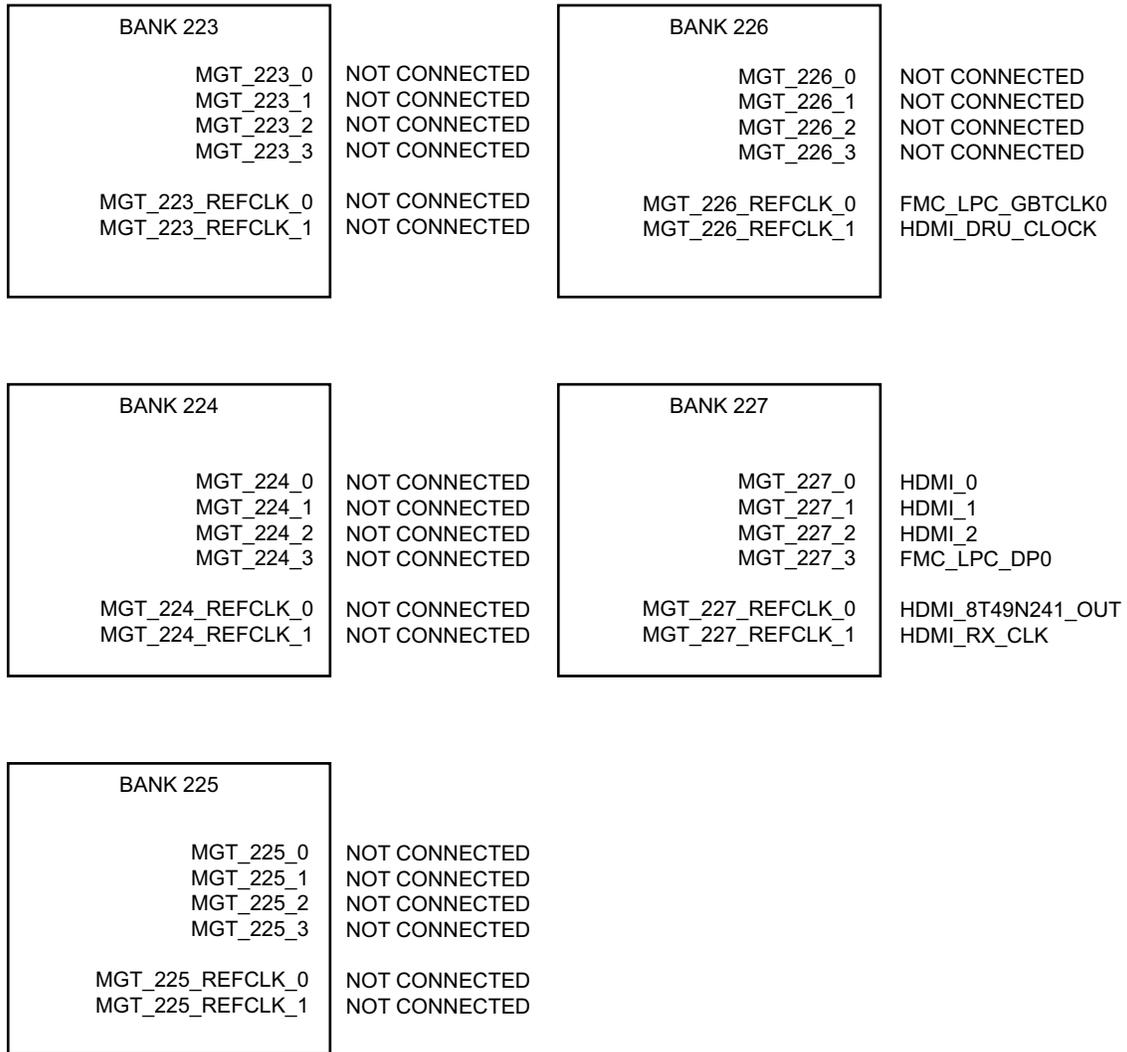 BANK 223
MGT_223_0 NOT CONNECTED
MGT_223_1 NOT CONNECTED
MGT_223_2 NOT CONNECTED
MGT_223_3 NOT CONNECTED
MGT_223_REFCLK_0 NOT CONNECTED
MGT_223_REFCLK_1 NOT CONNECTED
BANK 226
MGT_226_0 NOT CONNECTED
MGT_226_1 NOT CONNECTED
MGT_226_2 NOT CONNECTED
MGT_226_3 NOT CONNECTED
MGT_226_REFCLK_0 FMC_LPC_GBTCLK0
MGT_226_REFCLK_1 HDMI_DRU_CLOCK
BANK 224
MGT_224_0 NOT CONNECTED
MGT_224_1 NOT CONNECTED
MGT_224_2 NOT CONNECTED
MGT_224_3 NOT CONNECTED
MGT_224_REFCLK_0 NOT CONNECTED
MGT_224_REFCLK_1 NOT CONNECTED
BANK 227
MGT_227_0 HDMI_0
MGT_227_1 HDMI_1
MGT_227_2 HDMI_2
MGT_227_3 FMC_LPC_DP0
MGT_227_REFCLK_0 HDMI_8T49N241_OUT
MGT_227_REFCLK_1 HDMI_RX_CLK
BANK 225
MGT_225_0 NOT CONNECTED
MGT_225_1 NOT CONNECTED
MGT_225_2 NOT CONNECTED
MGT_225_3 NOT CONNECTED
MGT_225_REFCLK_0 NOT CONNECTED
MGT_225_REFCLK_1 NOT CONNECTED